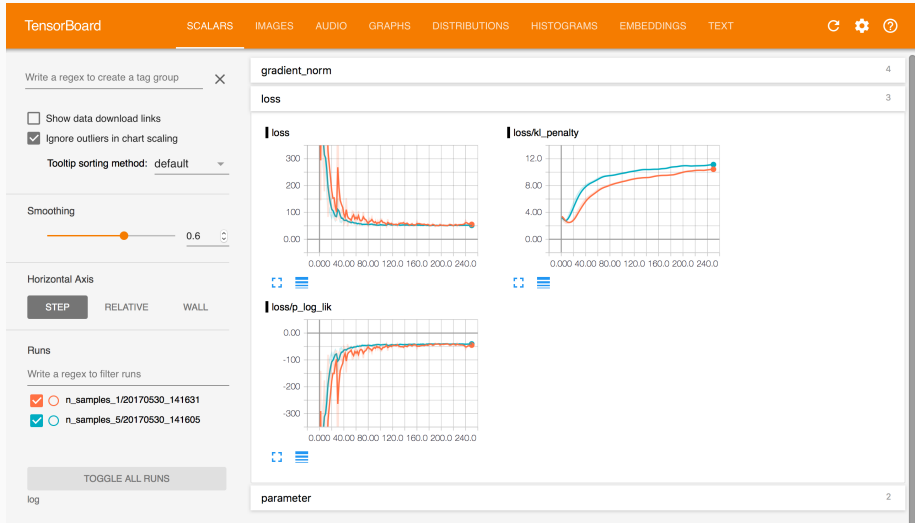 TensorBoard SCALARS IMAGES AUDIO GRAPHS DISTRIBUTIONS HISTOGRAMS EMBEDDINGS TEXT
Write a regex to create a tag group
Show data download links
Ignore outliers in chart scaling
Tooltip sorting method: default
Smoothing
0.6
Horizontal Axis
STEP RELATIVE WALL
Runs
Write a regex to filter runs
n_samples_1/20170530_141631
n_samples_5/20170530_141605
TOGGLE ALL RUNS
log
gradient_norm 4
loss 3
loss
300
200
100
0.00
0.000 40.00 80.00 120.0 160.0 200.0 240.0
loss/kl_penalty
12.0
8.00
4.00
0.00
0.000 40.00 80.00 120.0 160.0 200.0 240.0
loss/p_log_lik
0.00
-100
-200
-300
0.000 40.00 80.00 120.0 160.0 200.0 240.0
parameter 2